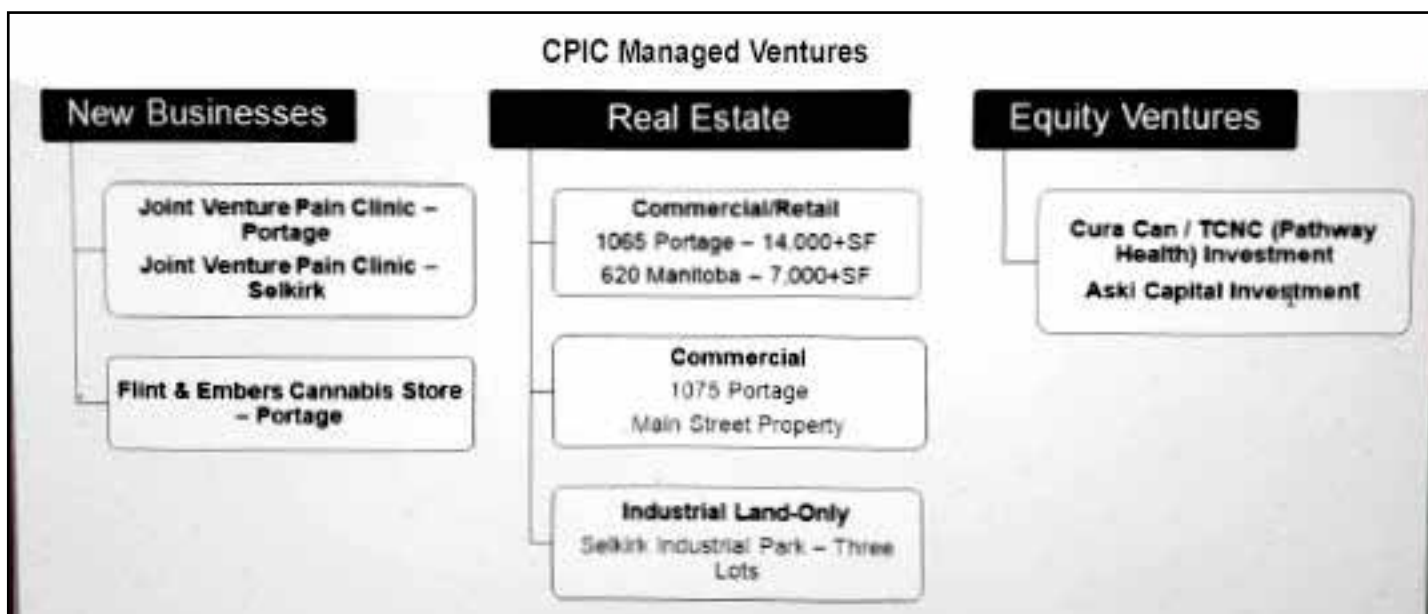 CPIC Managed Ventures
New Businesses
Joint Venture Pain Clinic –
Portage
Joint Venture Pain Clinic –
Selkirk
Flint & Embers Cannabis Store
– Portage
Real Estate
Commercial/Retail
1065 Portage – 14,000+SF
620 Manitoba – 7,000+SF
Commercial
1075 Portage
Main Street Property
Industrial Land-Only
Selkirk Industrial Park – Three
Lots
Equity Ventures
Cura Can / TCNC (Pathway
Health) Investment
Aski Capital Investment